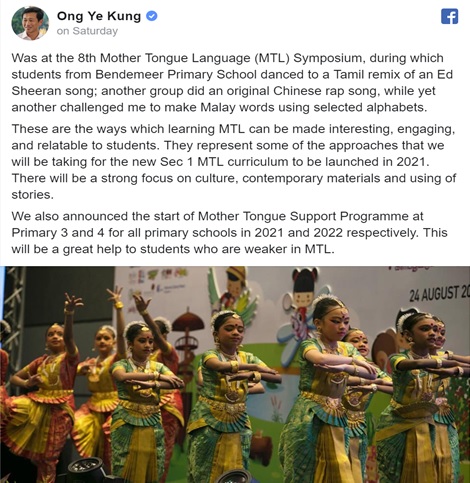 Ong Ye Kung
on Saturday
Was at the 8th Mother Tongue Language (MTL) Symposium, during which
students from Bendemeer Primary School danced to a Tamil remix of an Ed
Sheeran song; another group did an original Chinese rap song, while yet
another challenged me to make Malay words using selected alphabets.
These are the ways which learning MTL can be made interesting, engaging,
and relatable to students. They represent some of the approaches that we
will be taking for the new Sec 1 MTL curriculum to be launched in 2021.
There will be a strong focus on culture, contemporary materials and using of
stories.
We also announced the start of Mother Tongue Support Programme at
Primary 3 and 4 for all primary schools in 2021 and 2022 respectively. This
will be a great help to students who are weaker in MTL.
24 AUGUST 20